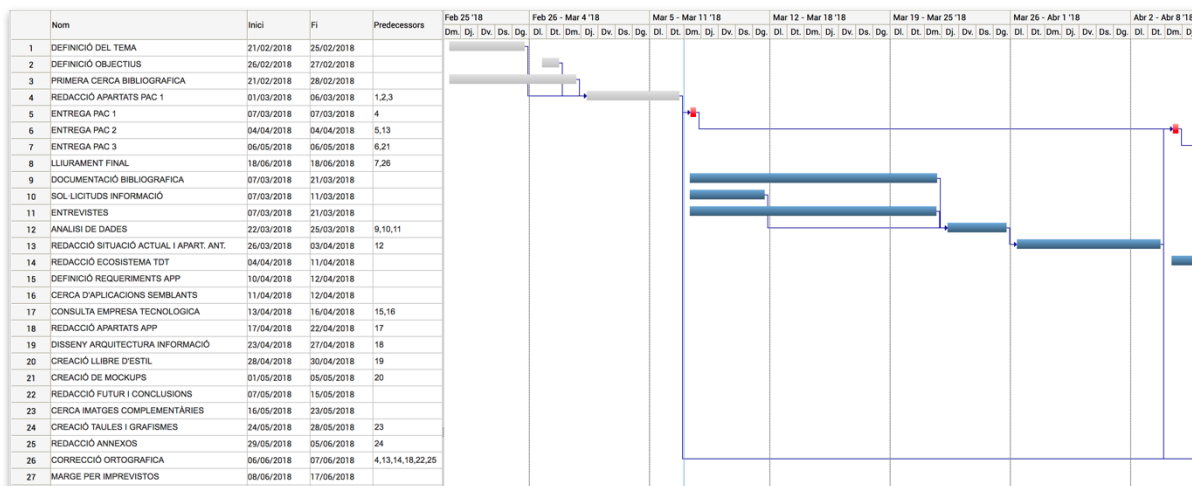 Feb 25 '18 Feb 26 - Mar 4 '18 Mar 5 - Mar 11 '18 Mar 12 - Mar 18 '18 Mar 19 - Mar 25 '18 Mar 26 - Abr 1 '18 Abr 2 - Abr 8 '18
Nom Inici Fi Predecessors
Dm. Dj. Dv. Ds. Dg. Dl. Dt. Dm. Dj. Dv. Ds. Dg. Dl. Dt. Dm. Dj. Dv. Ds. Dg. Dl. Dt. Dm. Dj. Dv. Ds. Dg. Dl. Dt. Dm. Dj. Dv. Ds. Dg. Dl. Dt. Dm. Dj. Dv. Ds. Dg. Dl. Dt. Dm.
1 DEFINICIÓ DEL TEMA 21/02/2018 25/02/2018
2 DEFINICIÓ OBJECTIUS 26/02/2018 27/02/2018
3 PRIMERA CERCA BIBLIOGRAFICA 21/02/2018 28/02/2018
4 REDACCIÓ APARTATS PAC 1 01/03/2018 06/03/2018 1,2,3
5 ENTREGA PAC 1 07/03/2018 07/03/2018 4
6 ENTREGA PAC 2 04/04/2018 04/04/2018 5,13
7 ENTREGA PAC 3 06/05/2018 06/05/2018 6,21
8 LLIURAMENT FINAL 18/06/2018 18/06/2018 7,26
9 DOCUMENTACIÓ BIBLIOGRAFICA 07/03/2018 21/03/2018
10 SOL·LICITUDS INFORMACIÓ 07/03/2018 11/03/2018
11 ENTREVISTES 07/03/2018 21/03/2018
12 ANALISI DE DADES 22/03/2018 25/03/2018 9,10,11
13 REDACCIÓ SITUACIÓ ACTUAL I APART. ANT. 26/03/2018 03/04/2018 12
14 REDACCIÓ ECOSISTEMA TDT 04/04/2018 11/04/2018
15 DEFINICIÓ REQUERIMENTS APP 10/04/2018 12/04/2018
16 CERCA D'APLICACIONS SEMBLANTS 11/04/2018 12/04/2018
17 CONSULTA EMPRESA TECNOLOGICA 13/04/2018 16/04/2018 15,16
18 REDACCIÓ APARTATS APP 17/04/2018 22/04/2018 17
19 DISSENY ARQUITECTURA INFORMACIÓ 23/04/2018 27/04/2018 18
20 CREACIÓ LLIBRE D'ESTIL 28/04/2018 30/04/2018 19
21 CREACIÓ DE MOCKUPS 01/05/2018 05/05/2018 20
22 REDACCIÓ FUTUR I CONCLUSIONS 07/05/2018 15/05/2018
23 CERCA IMATGES COMPLEMENTÀRIES 16/05/2018 23/05/2018
24 CREACIÓ TAULES I GRAFISMES 24/05/2018 28/05/2018 23
25 REDACCIÓ ANNEXOS 29/05/2018 05/06/2018 24
26 CORRECCIÓ ORTOGRAFICA 06/06/2018 07/06/2018 4,13,14,18,22,25
27 MARGE PER IMPREVISTOS 08/06/2018 17/06/2018